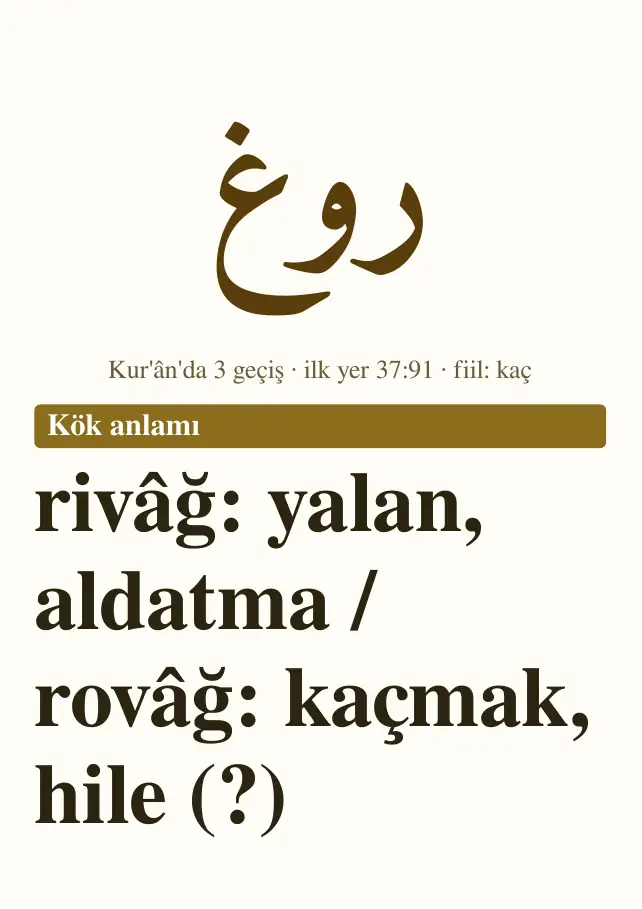 روغ
Kur'ân'da 3 geçiş · ilk yer 37:91 · fiil: kaç
Kök anlamı
rivâğ: yalan,
aldatma /
rovâğ: kaçmak,
hile (?)